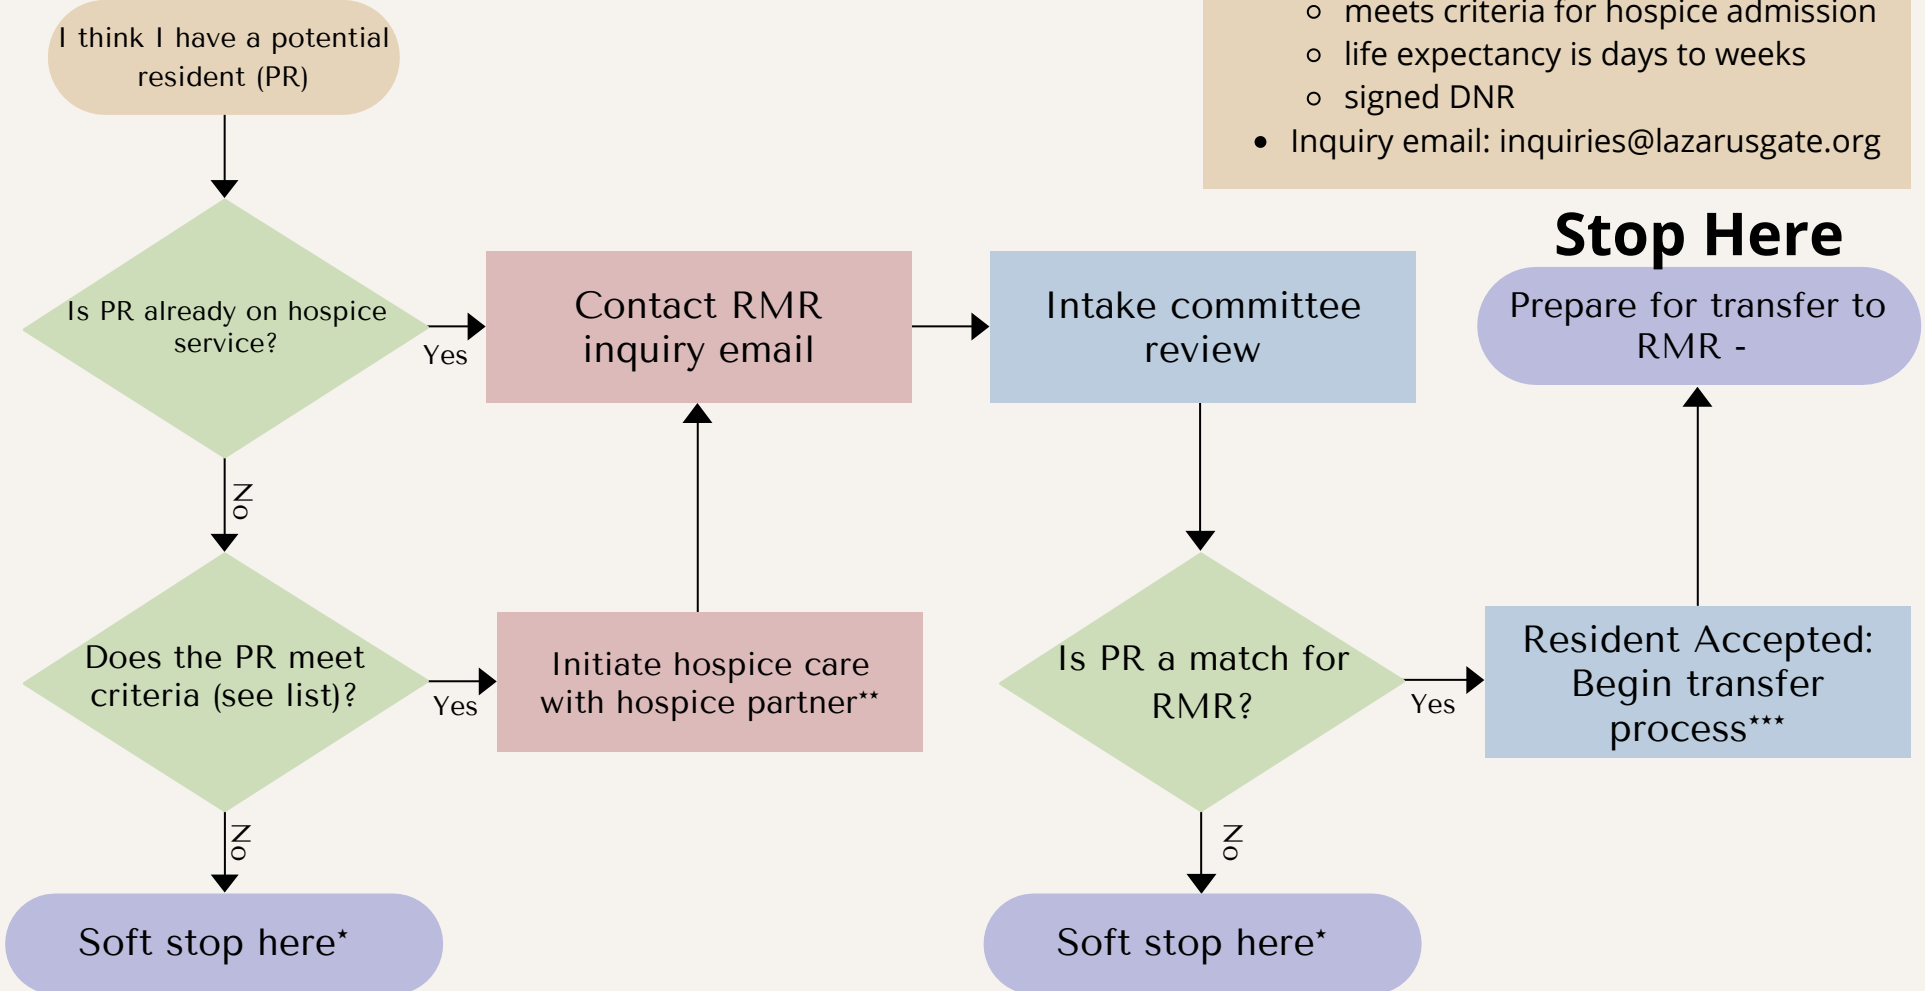 I think I have a potential
resident (PR)
meets criteria for hospice admission
life expectancy is days to weeks
signed DNR
Inquiry email: inquiries@lazarusgate.org
Stop Here
Is PR already on hospice
service?
Yes
Contact RMR
inquiry email
Intake committee
review
Prepare for transfer to
RMR -
No
Does the PR meet
criteria (see list)?
Yes
Initiate hospice care
with hospice partner**
Is PR a match for
RMR?
Yes
Resident Accepted:
Begin transfer
process***
No
No
Soft stop here*
Soft stop here*